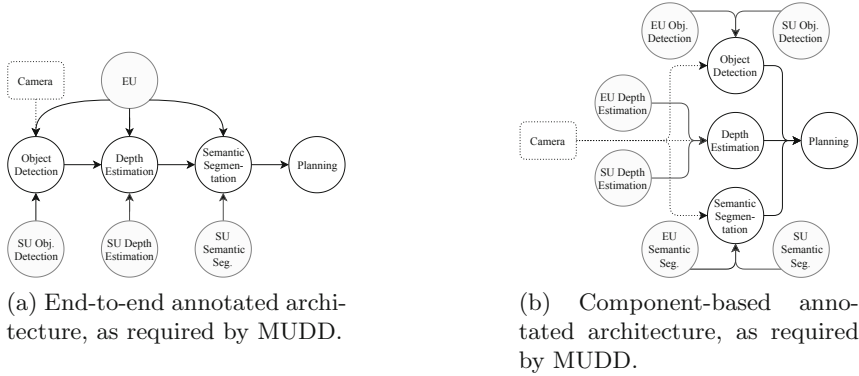 Camera
EU
Object
Detection
Depth
Estimation
Semantic
Segmen-
tation
Planning
SU Obj.
Detection
SU Depth
Estimation
SU
Semantic
Seg.
(a) End-to-end annotated archi-
tecture, as required by MUDD.
EU Obj.
Detection
SU Obj.
Detection
Object
Detection
EU Depth
Estimation
Camera
Depth
Estimation
Planning
SU Depth
Estimation
Semantic
Segmen-
tation
EU
Semantic
Seg.
SU
Semantic
Seg.
(b) Component-based anno-
tated architecture, as required
by MUDD.